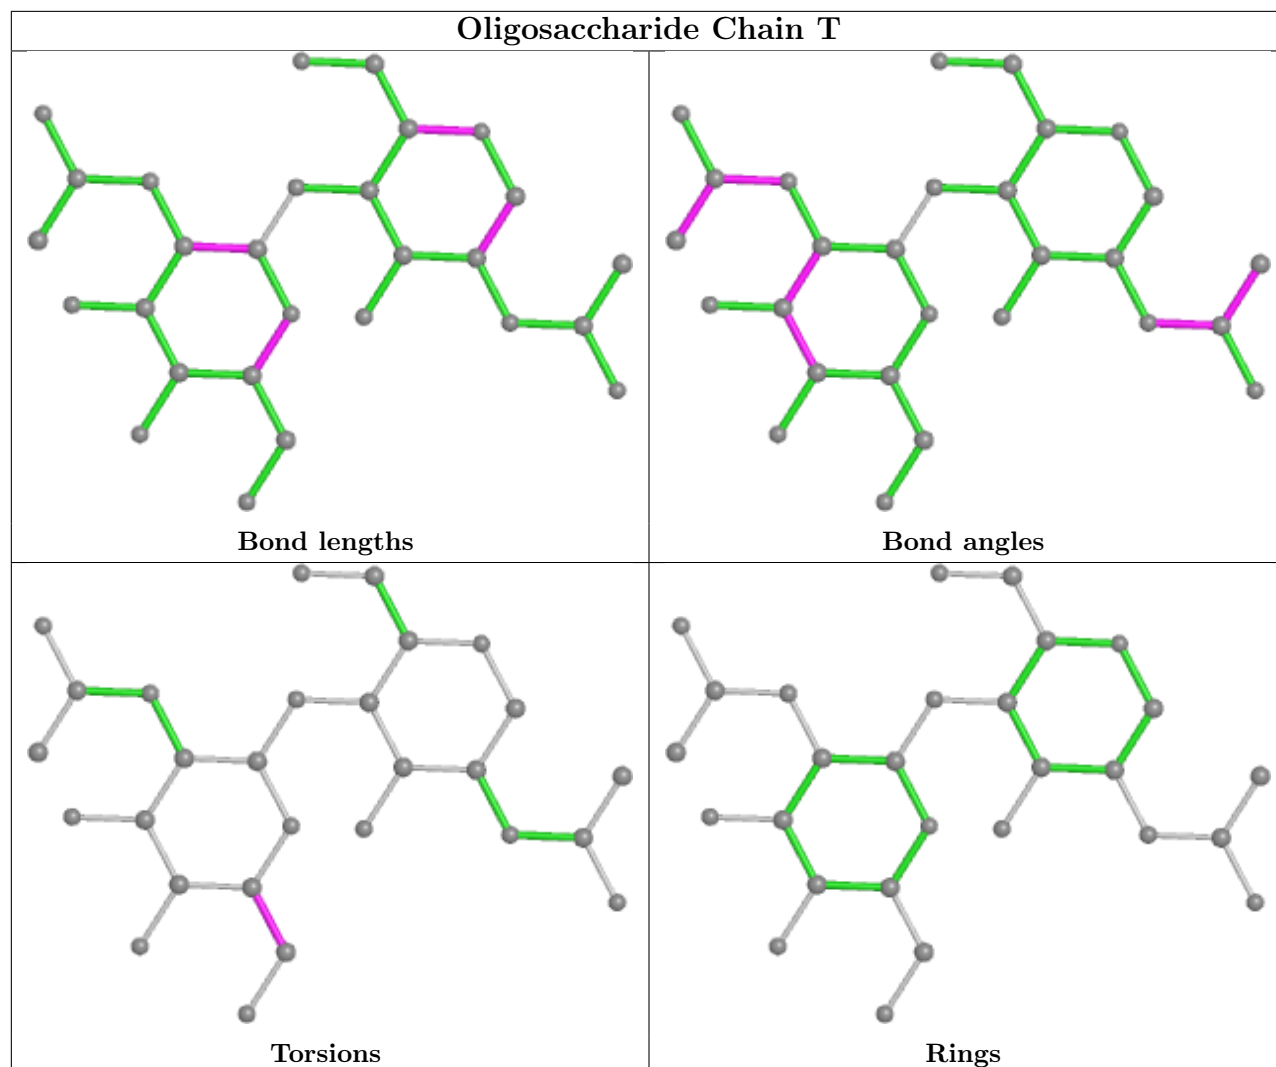 Oligosaccharide Chain T
Bond lengths
Bond angles
Torsions
Rings